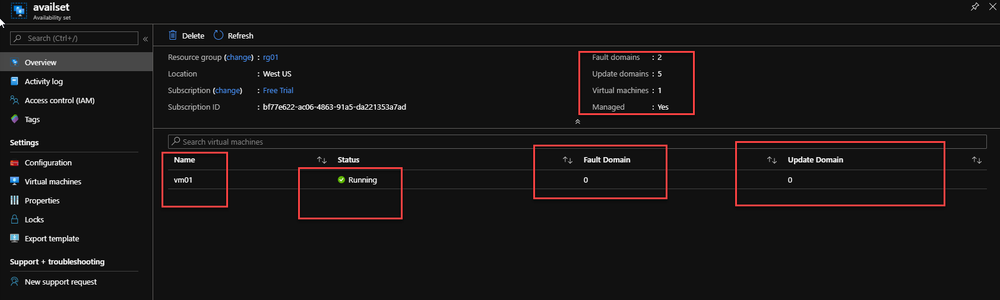 availset
Availability set
Search (Ctrl+/)
«
Overview
Activity log
Access control (IAM)
Tags
Settings
Configuration
Virtual machines
Properties
Locks
Export template
Support + troubleshooting
New support request
Delete Refresh
Resource group (change) : rg01
Location : West US
Subscription (change) : Free Trial
Subscription ID : bf77e622-ac06-4863-91a5-da221353a7ad
Fault domains : 2
Update domains : 5
Virtual machines : 1
Managed : Yes
Search virtual machines
Name ↑↓ Status ↑↓ Fault Domain ↑↓ Update Domain ↑↓
vm01 Running 0 0